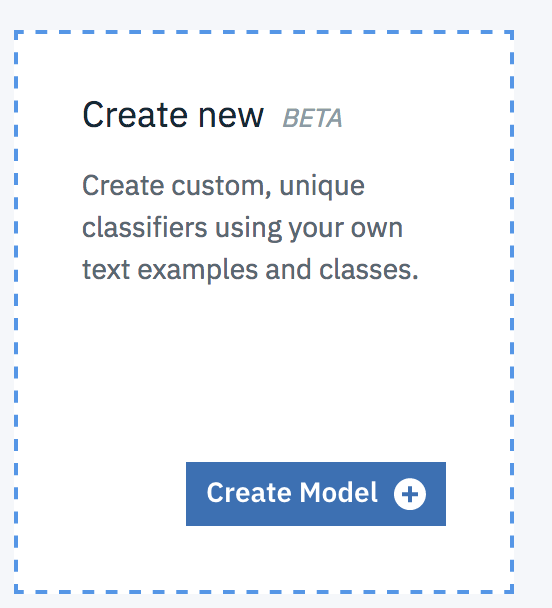 Create new BETA
Create custom, unique
classifiers using your own
text examples and classes.
Create Model